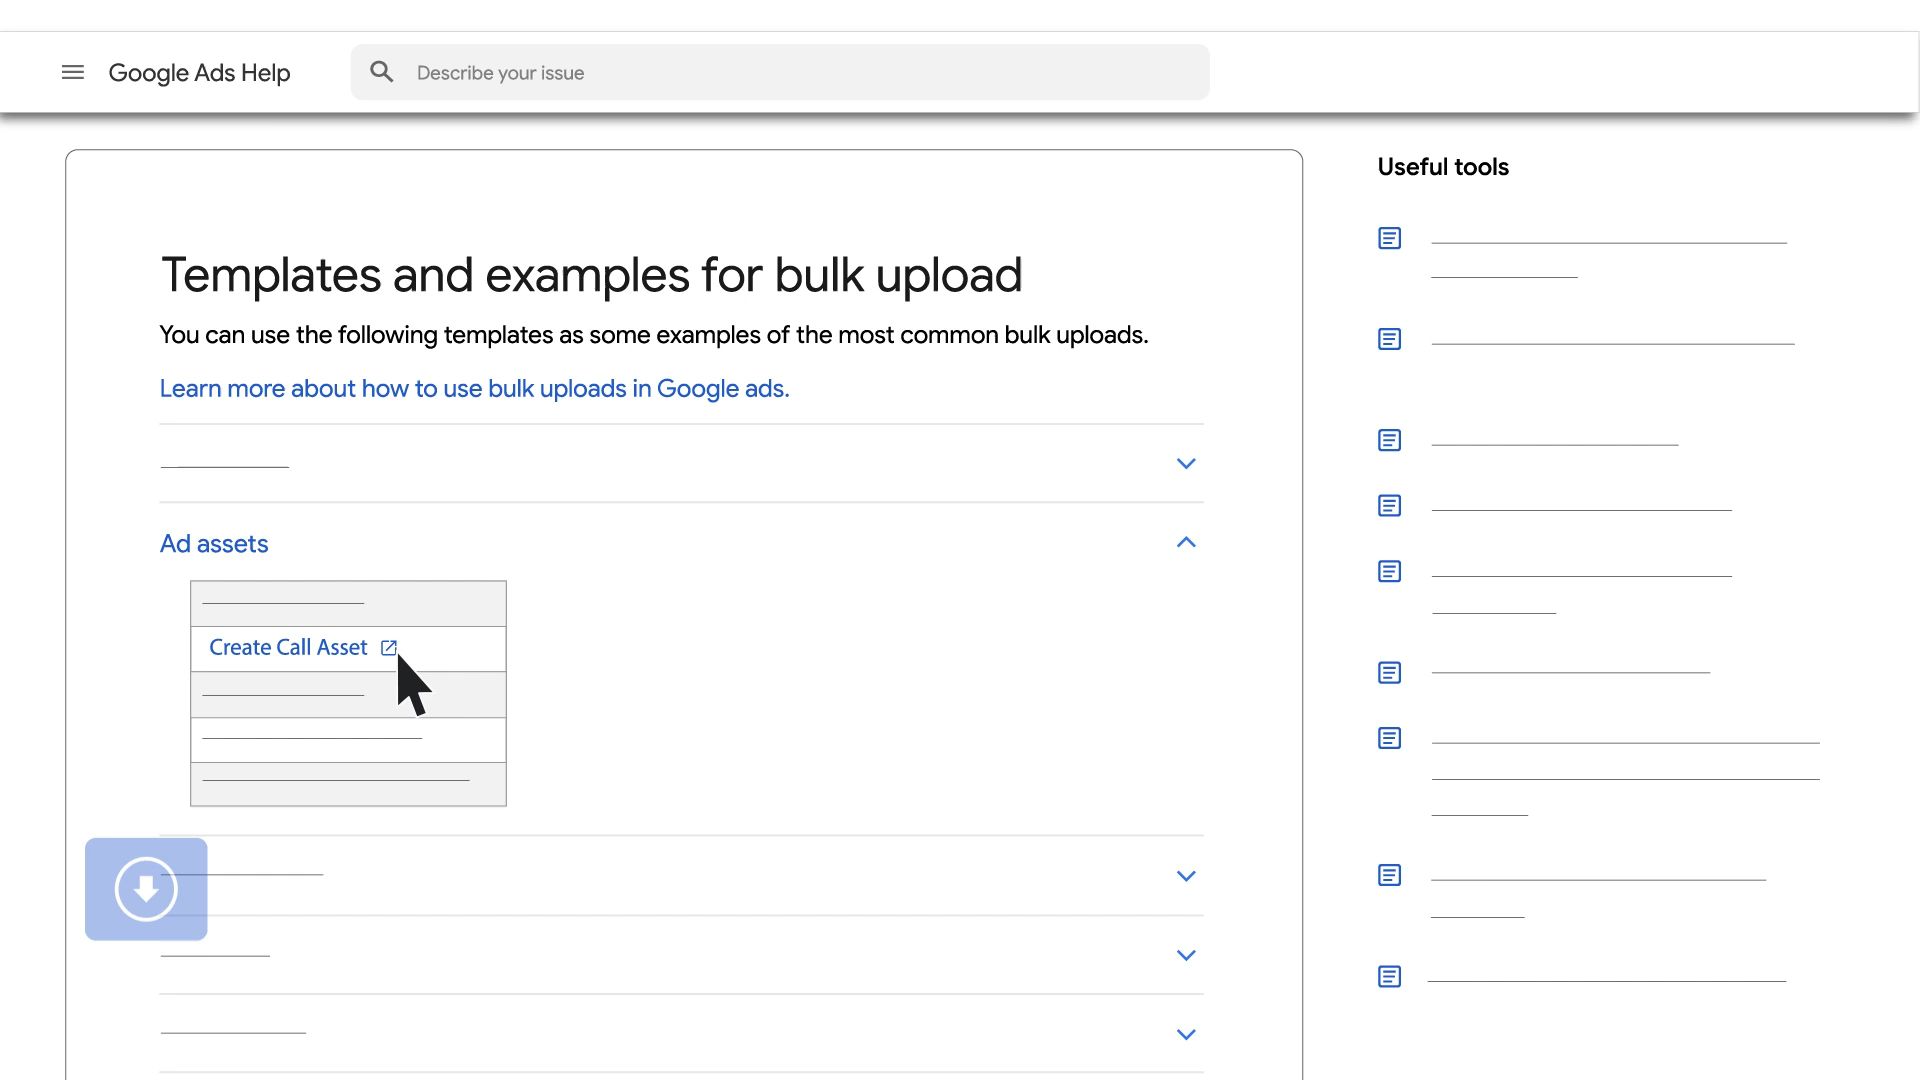 Google Ads Help
Describe your issue
Useful tools
Templates and examples for bulk upload
You can use the following templates as some examples of the most common bulk uploads.
Learn more about how to use bulk uploads in Google ads.
Ad assets
Create Call Asset